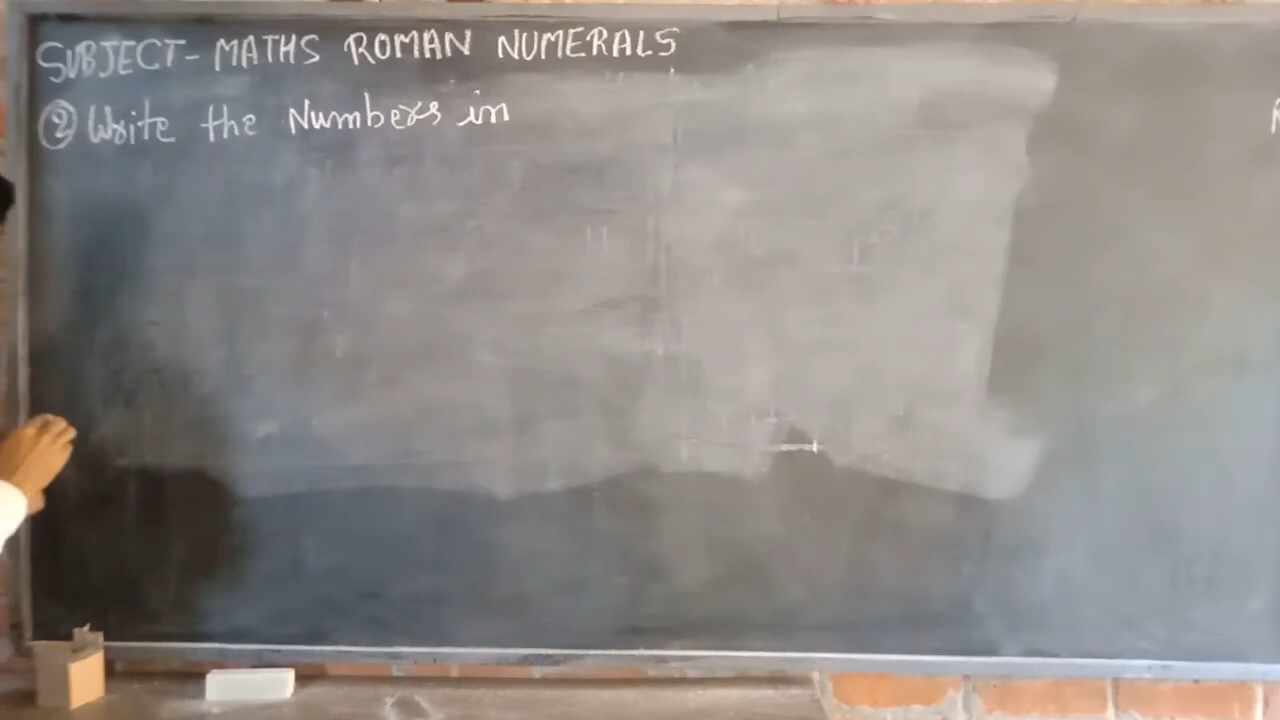 SUBJECT- MATHS ROMAN NUMERALS
② Write the Numbers in